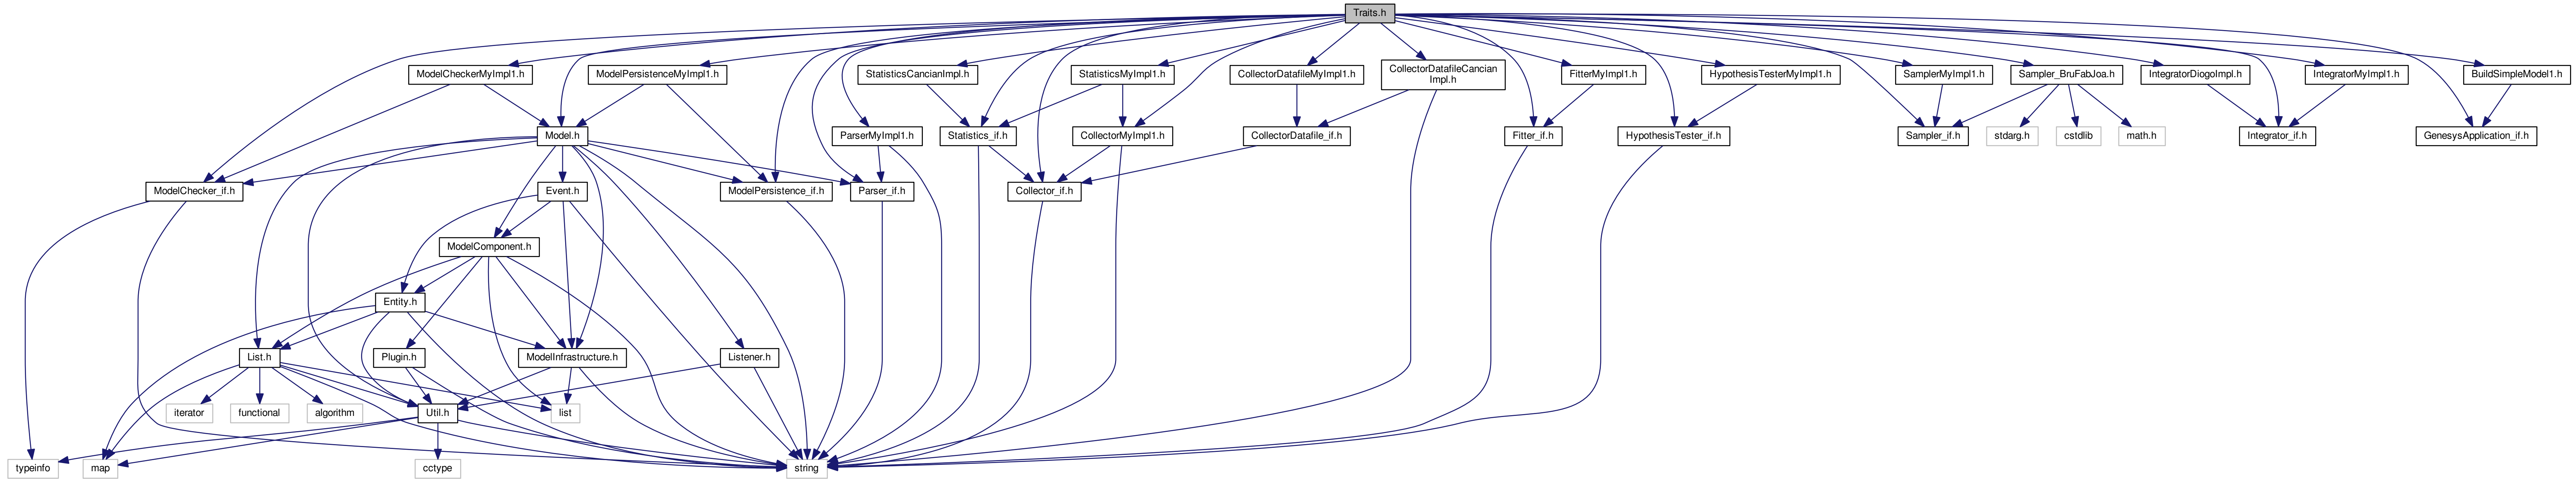 Traits.h
ModelCheckerMyImpl1.h
ModelPersistenceMyImpl1.h
StatisticsCancianImpl.h
StatisticsMyImpl1.h
CollectorDatafileMyImpl1.h
CollectorDatafileCancian
Impl.h
FitterMyImpl1.h
HypothesisTesterMyImpl1.h
SamplerMyImpl1.h
Sampler_BruFabJoa.h
IntegratorDiogoImpl.h
IntegratorMyImpl1.h
BuildSimpleModel1.h
Model.h
ParserMyImpl1.h
Statistics_if.h
CollectorMyImpl1.h
CollectorDatafile_if.h
Fitter_if.h
HypothesisTester_if.h
Sampler_if.h
stdarg.h
cstdlib
math.h
Integrator_if.h
GenesysApplication_if.h
ModelChecker_if.h
Event.h
ModelPersistence_if.h
Parser_if.h
Collector_if.h
ModelComponent.h
Entity.h
List.h
Plugin.h
ModelInfrastructure.h
Listener.h
iterator
functional
algorithm
Util.h
list
typeinfo
map
cctype
string